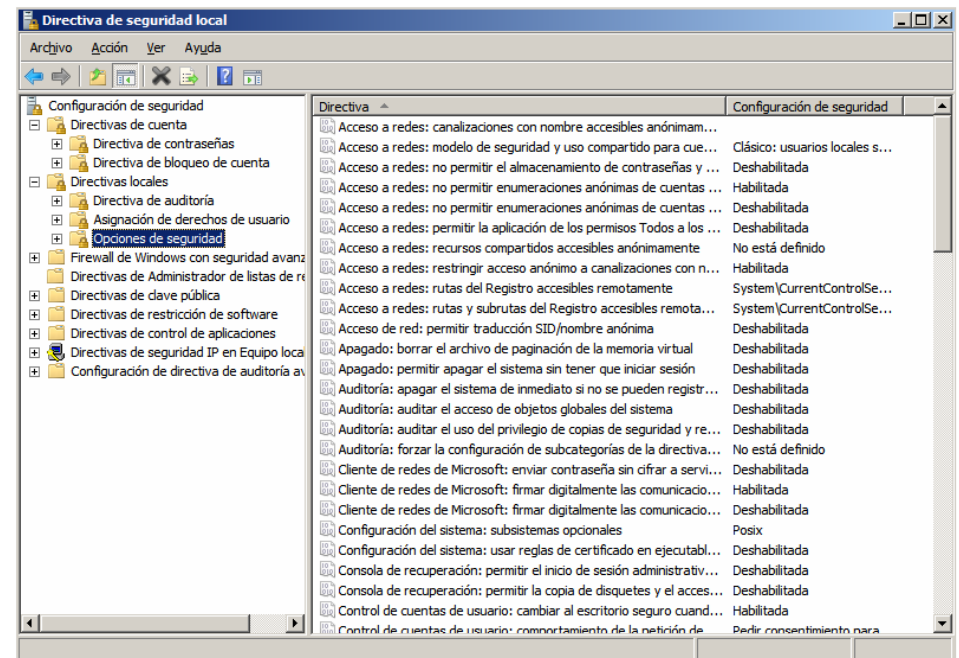 Directiva de seguridad local
Archivo Acción Ver Ayuda
Configuración de seguridad
Directivas de cuenta
Directiva de contraseñas
Directiva de bloqueo de cuenta
Directivas locales
Directiva de auditoría
Asignación de derechos de usuario
Opciones de seguridad
Firewall de Windows con seguridad avanz
Directivas de Administrador de listas de re
Directivas de clave pública
Directivas de restricción de software
Directivas de control de aplicaciones
Directivas de seguridad IP en Equipo loca
Configuración de directiva de auditoría av
Directiva Configuración de seguridad
Acceso a redes: canalizaciones con nombre accesibles anónimam...
Acceso a redes: modelo de seguridad y uso compartido para cue... Clásico: usuarios locales s...
Acceso a redes: no permitir el almacenamiento de contraseñas y ... Deshabilitada
Acceso a redes: no permitir enumeraciones anónimas de cuentas ... Habilitada
Acceso a redes: no permitir enumeraciones anónimas de cuentas ... Deshabilitada
Acceso a redes: permitir la aplicación de los permisos Todos a los ... Deshabilitada
Acceso a redes: recursos compartidos accesibles anónimamente No está definido
Acceso a redes: restringir acceso anónimo a canalizaciones con n... Habilitada
Acceso a redes: rutas del Registro accesibles remotamente System\CurrentControlSe...
Acceso a redes: rutas y subrutas del Registro accesibles remota... System\CurrentControlSe...
Acceso de red: permitir traducción SID/nombre anónima Deshabilitada
Apagado: borrar el archivo de paginación de la memoria virtual Deshabilitada
Apagado: permitir apagar el sistema sin tener que iniciar sesión Deshabilitada
Auditoría: apagar el sistema de inmediato si no se pueden registr... Deshabilitada
Auditoría: auditar el acceso de objetos globales del sistema Deshabilitada
Auditoría: auditar el uso del privilegio de copias de seguridad y re... Deshabilitada
Auditoría: forzar la configuración de subcategorías de la directiva... No está definido
Cliente de redes de Microsoft: enviar contraseña sin cifrar a servi... Deshabilitada
Cliente de redes de Microsoft: firmar digitalmente las comunicacio... Habilitada
Cliente de redes de Microsoft: firmar digitalmente las comunicacio... Deshabilitada
Configuración del sistema: subsistemas opcionales Posix
Configuración del sistema: usar reglas de certificado en ejecutabl... Deshabilitada
Consola de recuperación: permitir el inicio de sesión administrativ... Deshabilitada
Consola de recuperación: permitir la copia de disquetes y el acces... Deshabilitada
Control de cuentas de usuario: cambiar al escritorio seguro cuand... Habilitada
Control de cuentas de usuario: comportamiento de la petición de Pedir consentimiento para